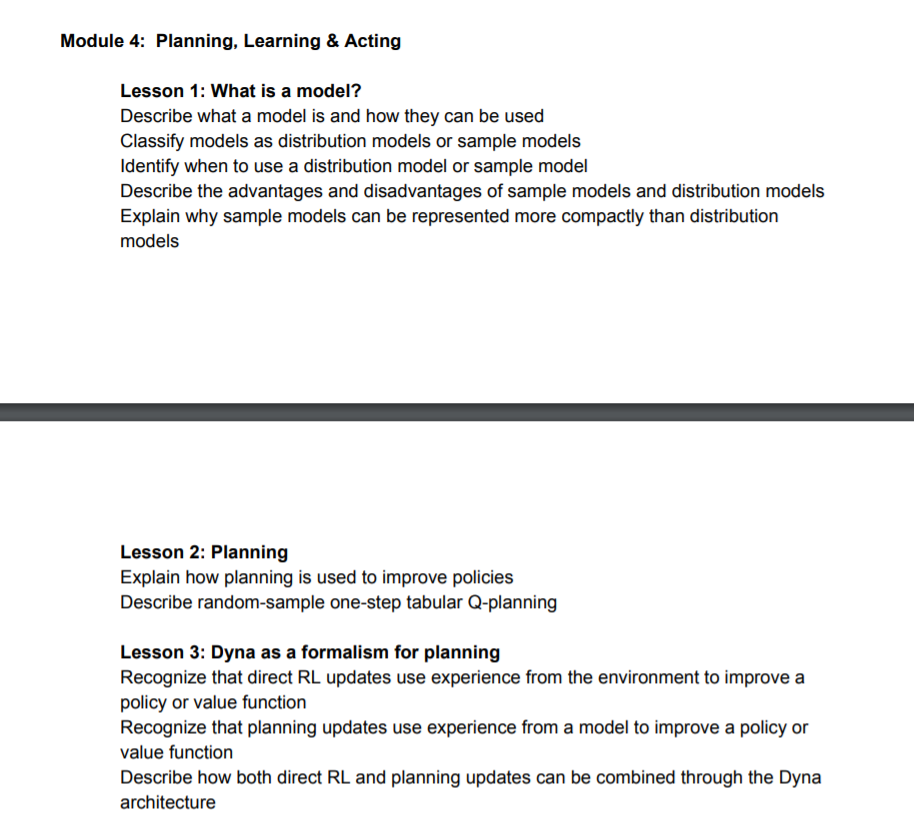 Module 4: Planning, Learning & Acting
Lesson 1: What is a model?
Describe what a model is and how they can be used
Classify models as distribution models or sample models
Identify when to use a distribution model or sample model
Describe the advantages and disadvantages of sample models and distribution models
Explain why sample models can be represented more compactly than distribution
models
Lesson 2: Planning
Explain how planning is used to improve policies
Describe random-sample one-step tabular Q-planning
Lesson 3: Dyna as a formalism for planning
Recognize that direct RL updates use experience from the environment to improve a
policy or value function
Recognize that planning updates use experience from a model to improve a policy or
value function
Describe how both direct RL and planning updates can be combined through the Dyna
architecture